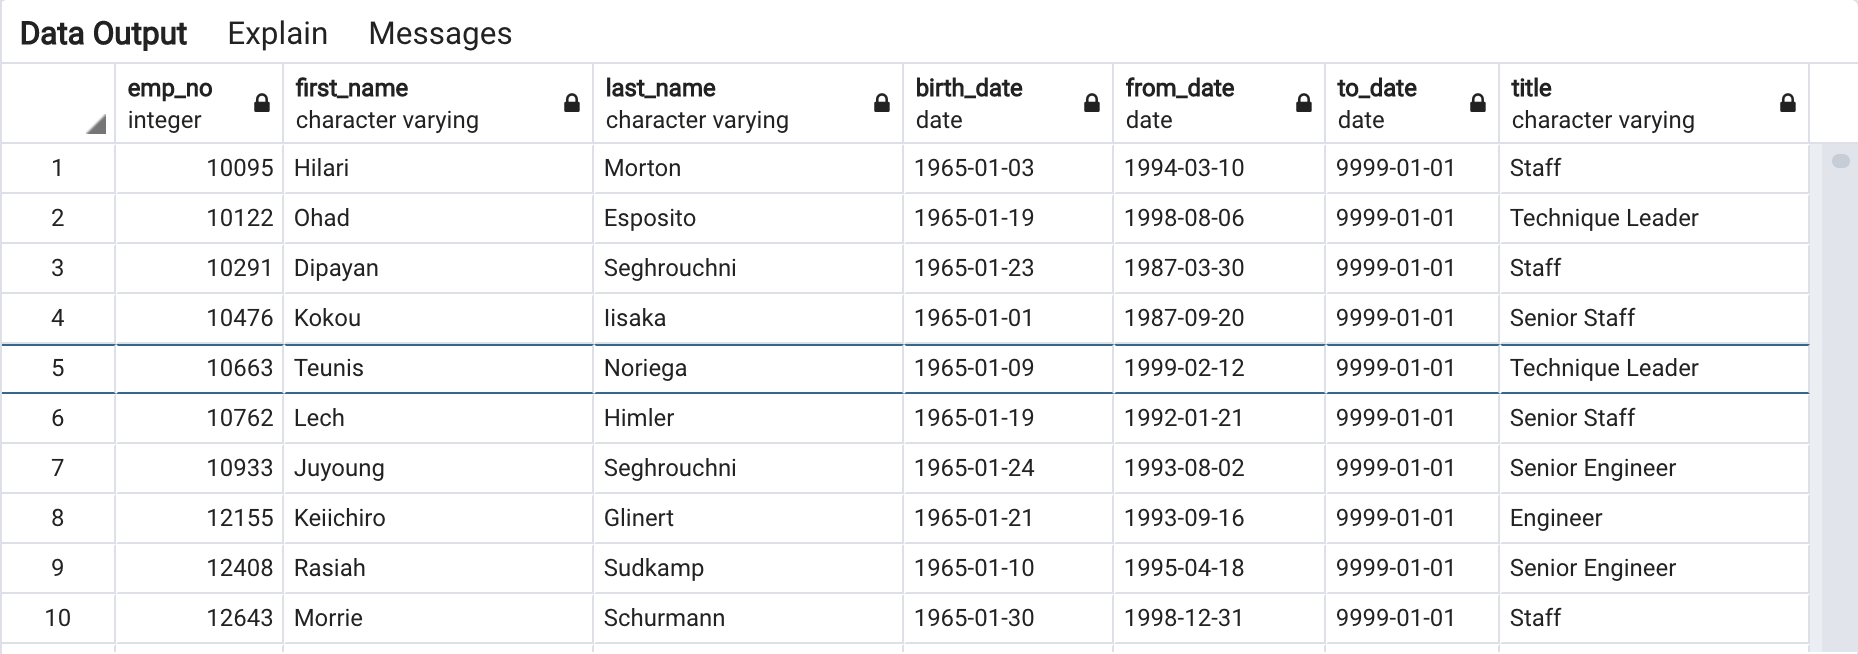 Data Output Explain Messages
emp_no first_name last_name birth_date from_date to_date title
integer character varying character varying date date date character varying
1 10095 Hilari Morton 1965-01-03 1994-03-10 9999-01-01 Staff
2 10122 Ohad Esposito 1965-01-19 1998-08-06 9999-01-01 Technique Leader
3 10291 Dipayan Seghrouchni 1965-01-23 1987-03-30 9999-01-01 Staff
4 10476 Kokou Iisaka 1965-01-01 1987-09-20 9999-01-01 Senior Staff
5 10663 Teunis Noriega 1965-01-09 1999-02-12 9999-01-01 Technique Leader
6 10762 Lech Himler 1965-01-19 1992-01-21 9999-01-01 Senior Staff
7 10933 Juyoung Seghrouchni 1965-01-24 1993-08-02 9999-01-01 Senior Engineer
8 12155 Keiichiro Glinert 1965-01-21 1993-09-16 9999-01-01 Engineer
9 12408 Rasiah Sudkamp 1965-01-10 1995-04-18 9999-01-01 Senior Engineer
10 12643 Morrie Schurmann 1965-01-30 1998-12-31 9999-01-01 Staff